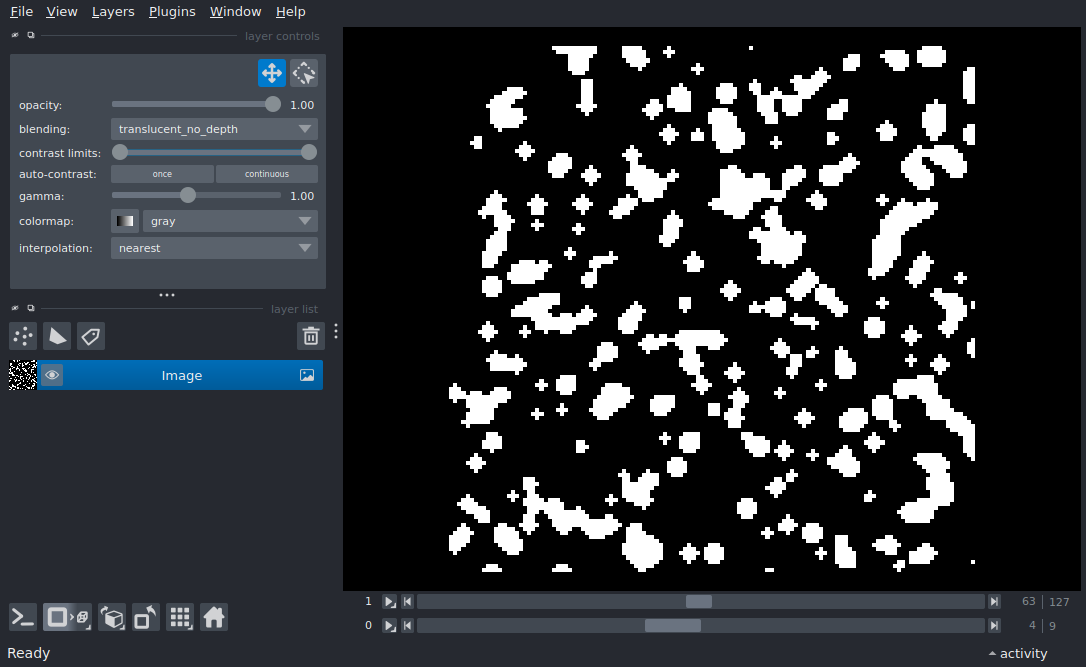 File View Layers Plugins Window Help
layer controls
opacity: 1.00
blending: translucent_no_depth
contrast limits:
auto-contrast: once continuous
gamma: 1.00
colormap: gray
interpolation: nearest
layer list
Image
1 63 127
0 4 9
Ready activity